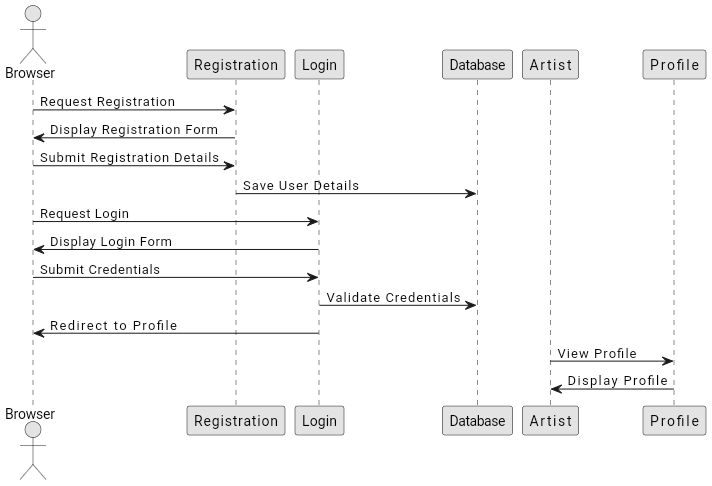 Browser
Registration
Login
Database
Artist
Profile
Request Registration
Display Registration Form
Submit Registration Details
Save User Details
Request Login
Display Login Form
Submit Credentials
Validate Credentials
Redirect to Profile
View Profile
Display Profile
Browser
Registration
Login
Database
Artist
Profile